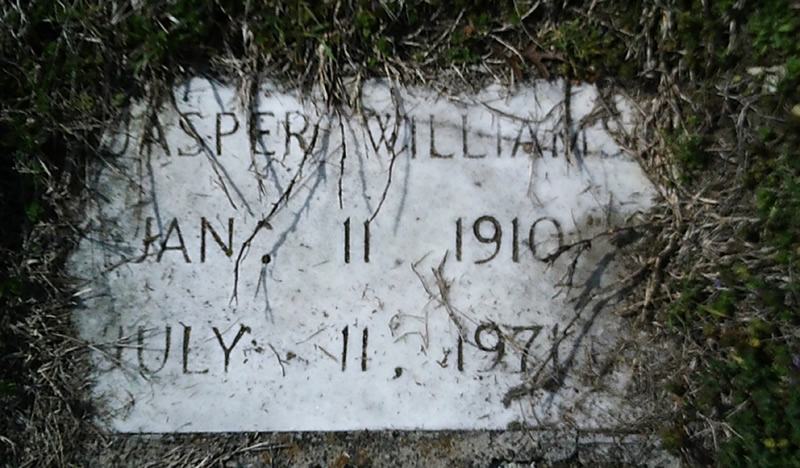 JASPER WILLIAMS
JAN. 11 1910
JULY 11, 1971